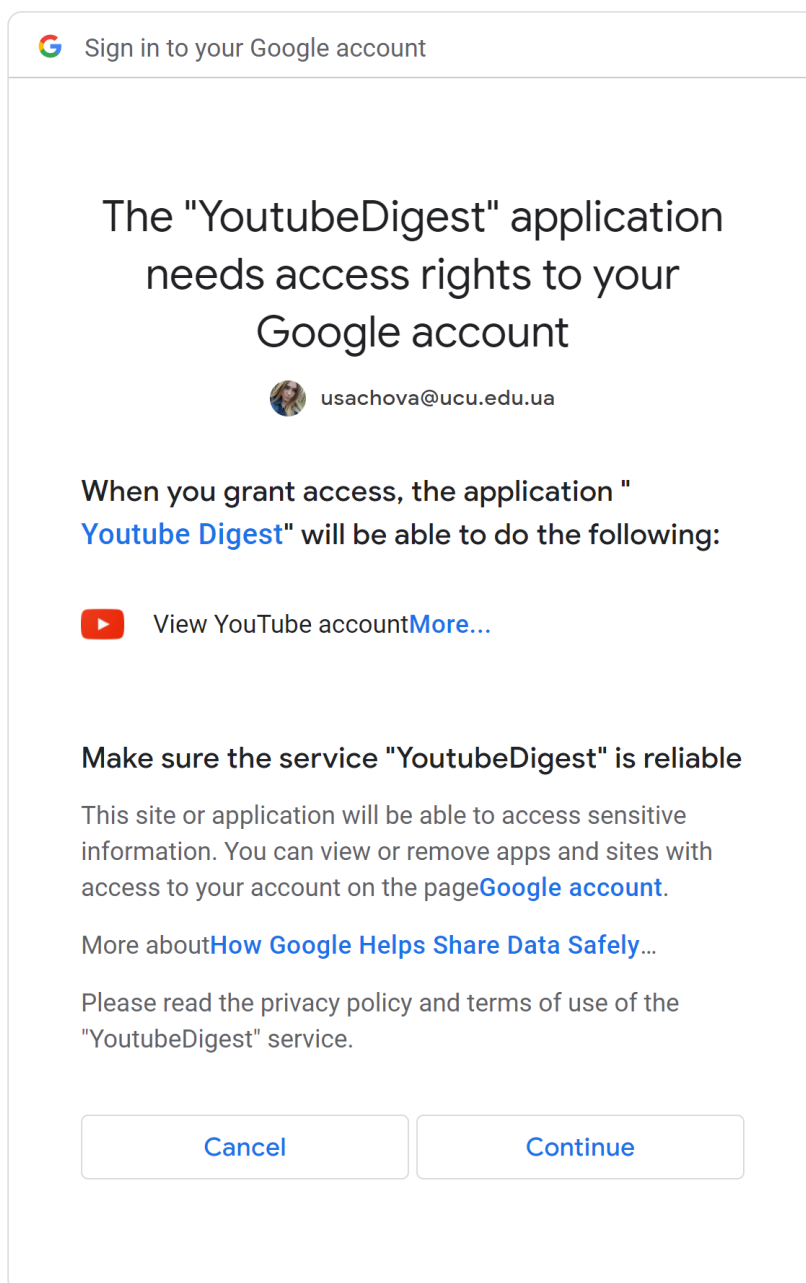 Sign in to your Google account
The "YoutubeDigest" application
needs access rights to your
Google account
usachova@ucu.edu.ua
When you grant access, the application "
Youtube Digest" will be able to do the following:
View YouTube accountMore...
Make sure the service "YoutubeDigest" is reliable
This site or application will be able to access sensitive
information. You can view or remove apps and sites with
access to your account on the pageGoogle account.
More aboutHow Google Helps Share Data Safely...
Please read the privacy policy and terms of use of the
"YoutubeDigest" service.
Cancel Continue